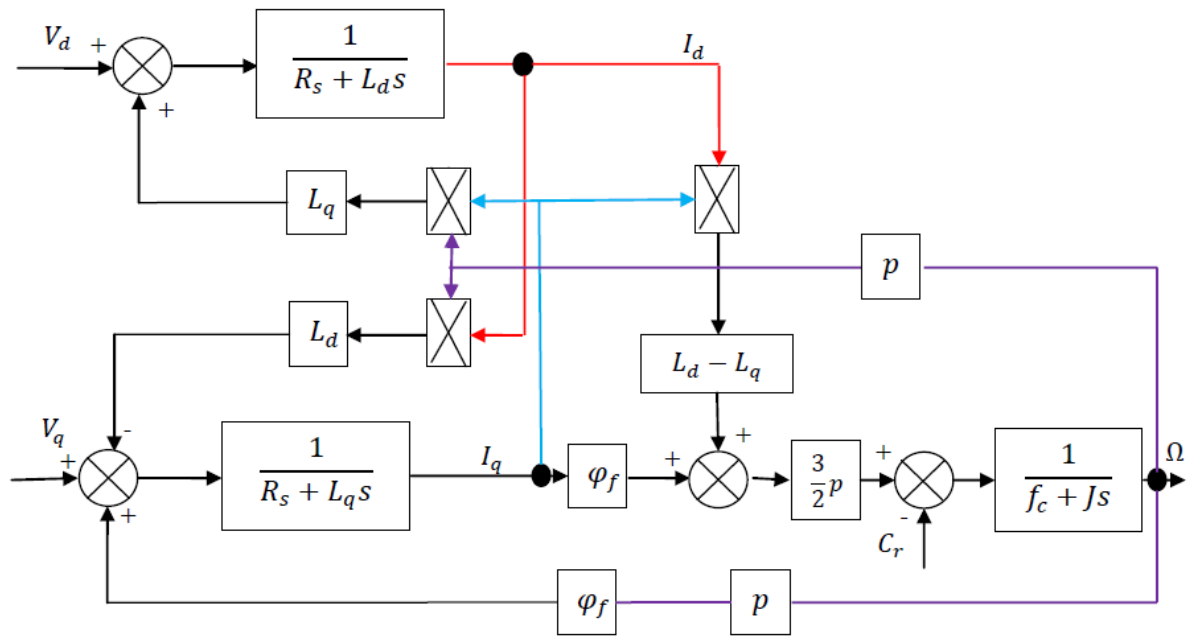 V_d + 1 I_d
R_s + L_d s
+
L_q
p
L_d
L_d − L_q
V_q - 1 + Ω
+ R_s + L_q s I_q φ_f + 3/2 p + 1
+ - f_c + Js
C_r
φ_f p